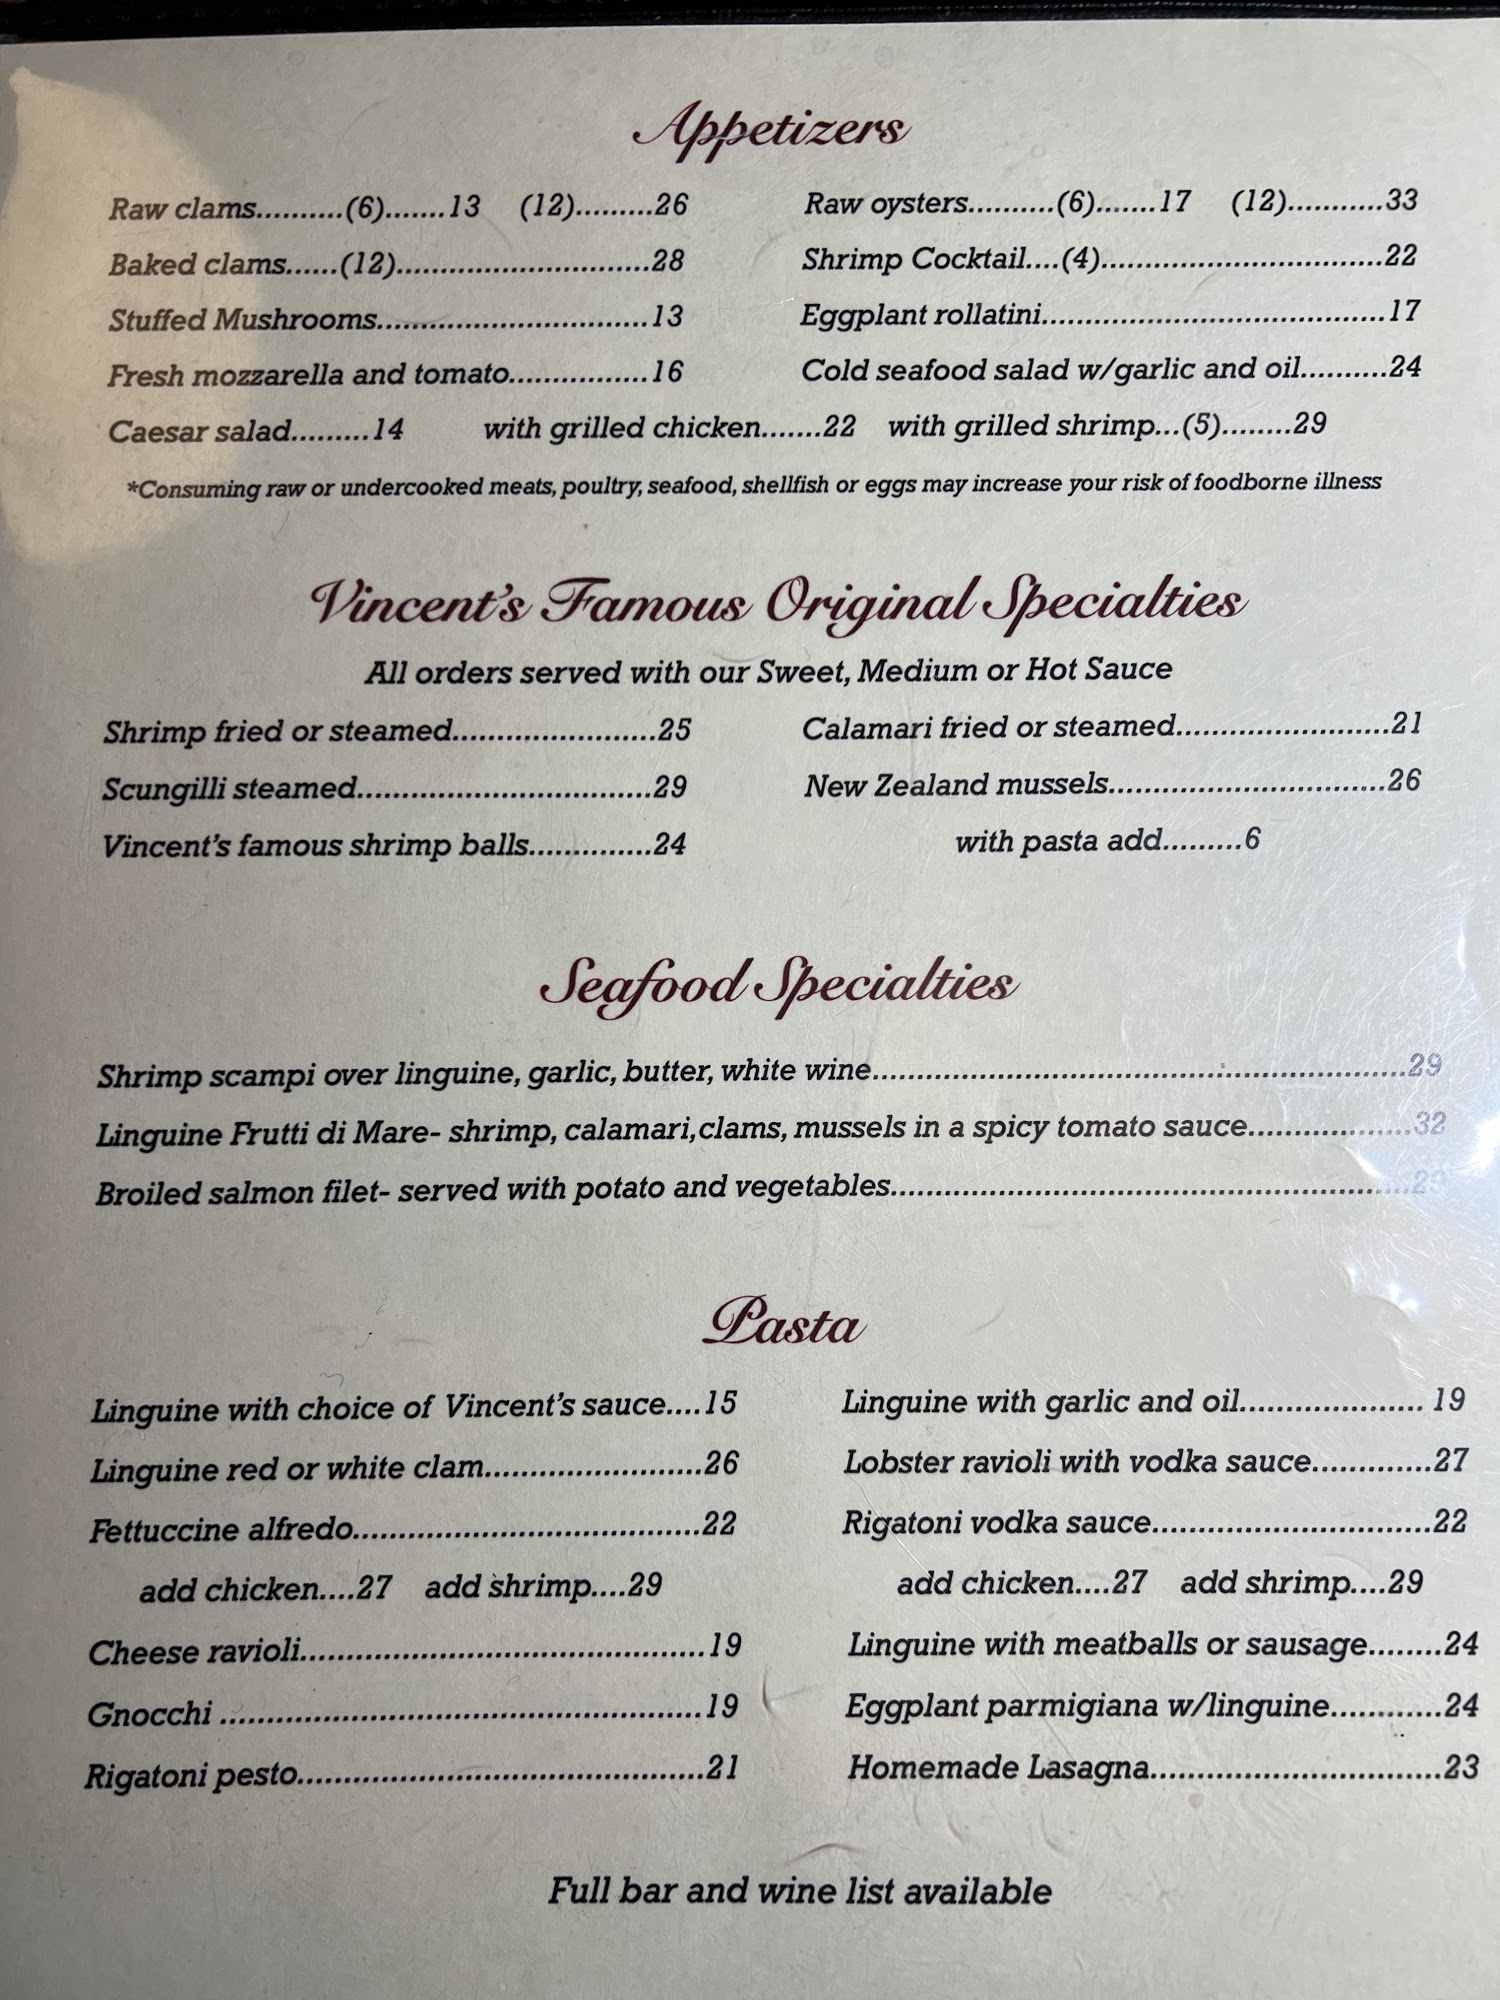 Appetizers
Raw clams..........(6).......13 (12).........26 Raw oysters..........(6).......17 (12)...........33
Baked clams......(12)............................28 Shrimp Cocktail....(4)................................22
Stuffed Mushrooms..............................13 Eggplant rollatini......................................17
Fresh mozzarella and tomato...............16 Cold seafood salad w/garlic and oil..........24
Caesar salad.........14 with grilled chicken.......22 with grilled shrimp...(5)........29
*Consuming raw or undercooked meats, poultry, seafood, shellfish or eggs may increase your risk of foodborne illness
Vincent's Famous Original Specialties
All orders served with our Sweet, Medium or Hot Sauce
Shrimp fried or steamed......................25 Calamari fried or steamed........................21
Scungilli steamed.................................29 New Zealand mussels...............................26
Vincent's famous shrimp balls..............24 with pasta add.........6
Seafood Specialties
Shrimp scampi over linguine, garlic, butter, white wine............................................................29
Linguine Frutti di Mare- shrimp, calamari,clams, mussels in a spicy tomato sauce..................32
Broiled salmon filet- served with potato and vegetables..........................................................
Pasta
Linguine with choice of Vincent's sauce....15 Linguine with garlic and oil.................... 19
Linguine red or white clam........................26 Lobster ravioli with vodka sauce.............27
Fettuccine alfredo.......................................22 Rigatoni vodka sauce...............................22
add chicken....27 add shrimp....29 add chicken....27 add shrimp....29
Cheese ravioli.............................................19 Linguine with meatballs or sausage........24
Gnocchi .......................................................19 Eggplant parmigiana w/linguine............24
Rigatoni pesto..............................................21 Homemade Lasagna................................23
Full bar and wine list available